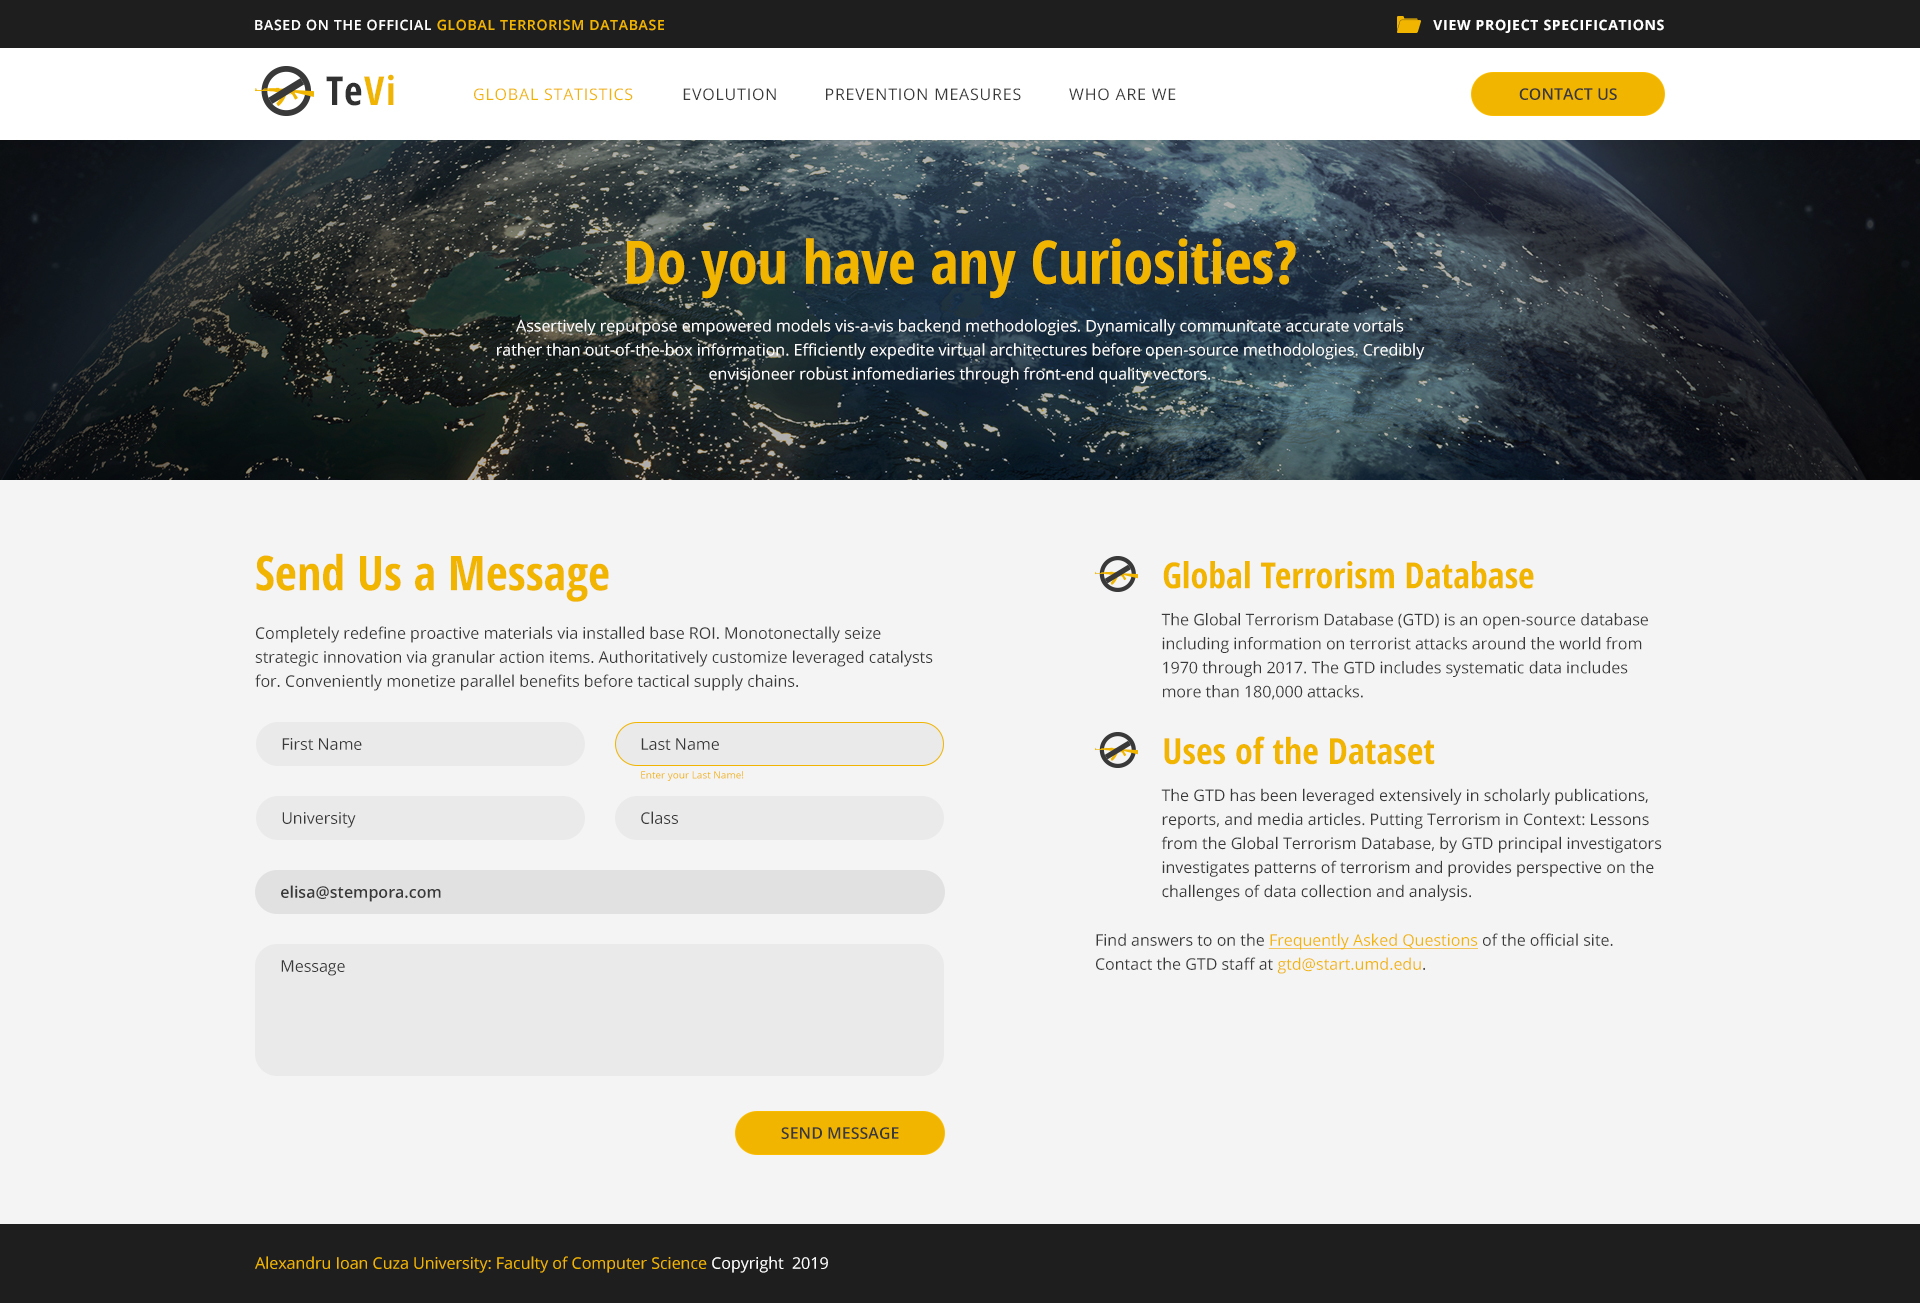 BASED ON THE OFFICIAL GLOBAL TERRORISM DATABASE
VIEW PROJECT SPECIFICATIONS
TeVi
GLOBAL STATISTICS
EVOLUTION
PREVENTION MEASURES
WHO ARE WE
CONTACT US
Do you have any Curiosities?
Assertively repurpose empowered models vis-a-vis backend methodologies. Dynamically communicate accurate vortals
rather than out-of-the-box information. Efficiently expedite virtual architectures before open-source methodologies. Credibly
envisioneer robust infomediaries through front-end quality vectors.
Send Us a Message
Completely redefine proactive materials via installed base ROI. Monotonectally seize
strategic innovation via granular action items. Authoritatively customize leveraged catalysts
for. Conveniently monetize parallel benefits before tactical supply chains.
First Name
Last Name
Enter your Last Name!
University
Class
elisa@stempora.com
Message
SEND MESSAGE
Global Terrorism Database
The Global Terrorism Database (GTD) is an open-source database
including information on terrorist attacks around the world from
1970 through 2017. The GTD includes systematic data includes
more than 180,000 attacks.
Uses of the Dataset
The GTD has been leveraged extensively in scholarly publications,
reports, and media articles. Putting Terrorism in Context: Lessons
from the Global Terrorism Database, by GTD principal investigators
investigates patterns of terrorism and provides perspective on the
challenges of data collection and analysis.
Find answers to on the Frequently Asked Questions of the official site.
Contact the GTD staff at gtd@start.umd.edu.
Alexandru Ioan Cuza University: Faculty of Computer Science Copyright 2019